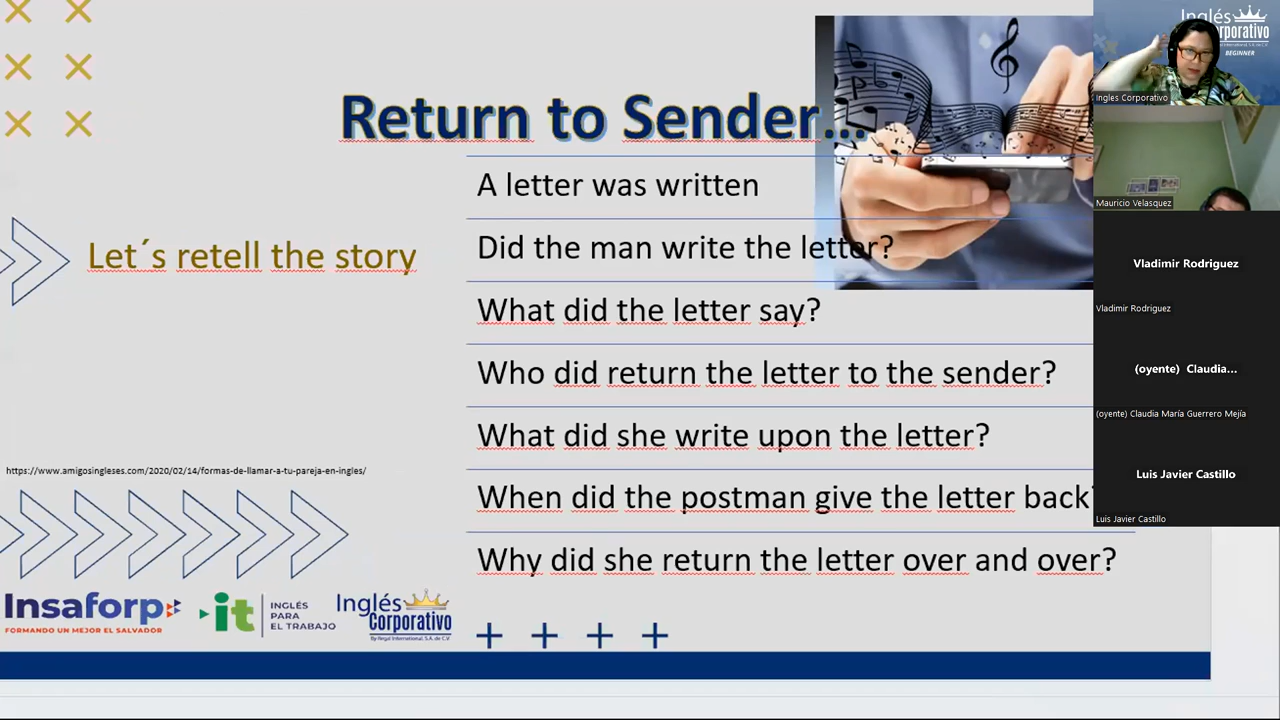 Return to Sender...
Let´s retell the story
A letter was written
Did the man write the letter?
What did the letter say?
Who did return the letter to the sender?
What did she write upon the letter?
When did the postman give the letter back?
Why did she return the letter over and over?
https://www.amigosingleses.com/2020/02/14/formas-de-llamar-a-tu-pareja-en-ingles/
Insaforp
FORMANDO UN MEJOR EL SALVADOR
it
INGLÉS
PARA
EL TRABAJO
Inglés
Corporativo
By Regal International, S.A. de C.V.
Inglés
orporativo
BEGINNER
Ingles Corporativo
Mauricio Velasquez
Vladimir Rodriguez
Vladimir Rodriguez
(oyente) Claudia...
(oyente) Claudia María Guerrero Mejía
Luis Javier Castillo
Luis Javier Castillo